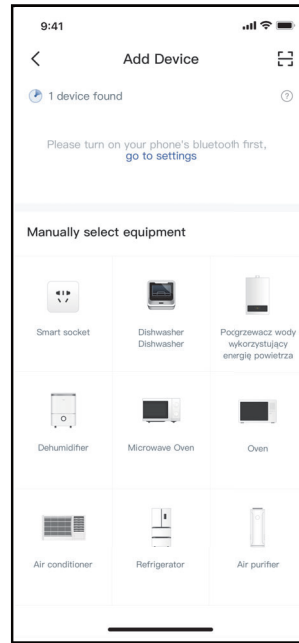 9:41
Add Device
1 device found
?
Please turn on your phone's bluetooth first,
go to settings
Manually select equipment
Smart socket
Dishwasher
Dishwasher
Pocgrzewacz wody
wykorzystujący
energię powietrza
Dehumidifier
Microwave Oven
Oven
Air conditioner
Refrigerator
Air purifier